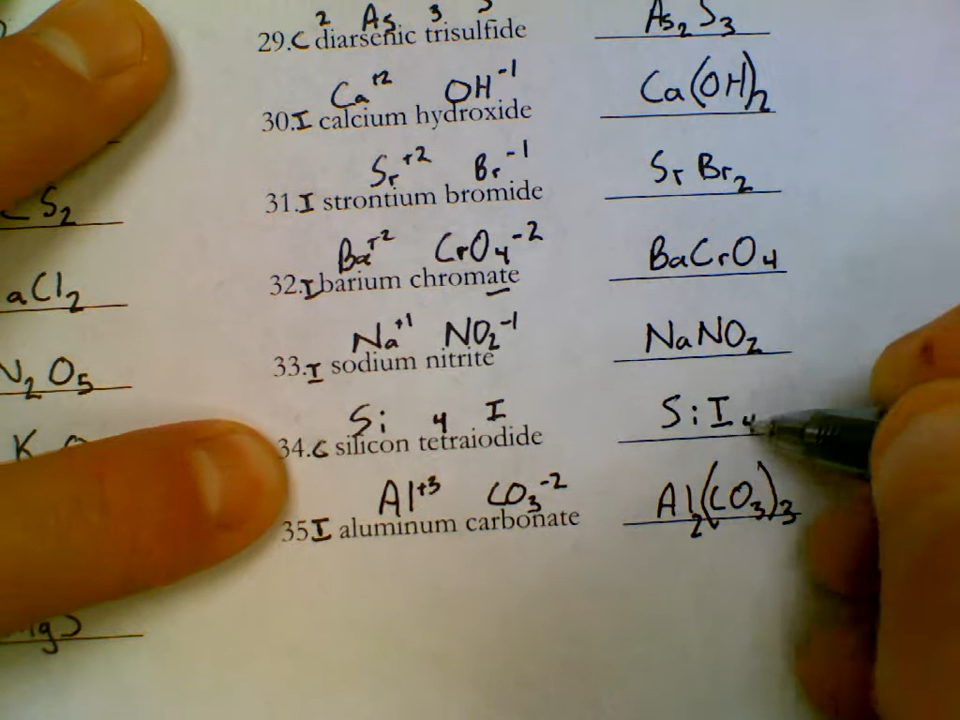 2 As 3 S
29. C diarsenic trisulfide As2S3
Ca+2 OH-1
30. I calcium hydroxide Ca(OH)2
Sr+2 Br-1
31. I strontium bromide SrBr2
S2
Ba+2 CrO4-2
32. I barium chromate BaCrO4
aCl2
Na+1 NO2-1
33. I sodium nitrite NaNO2
N2O5
Si 4 I
34. C silicon tetraiodide SiI4
K
Al+3 CO3-2
35 I aluminum carbonate Al2(CO3)3